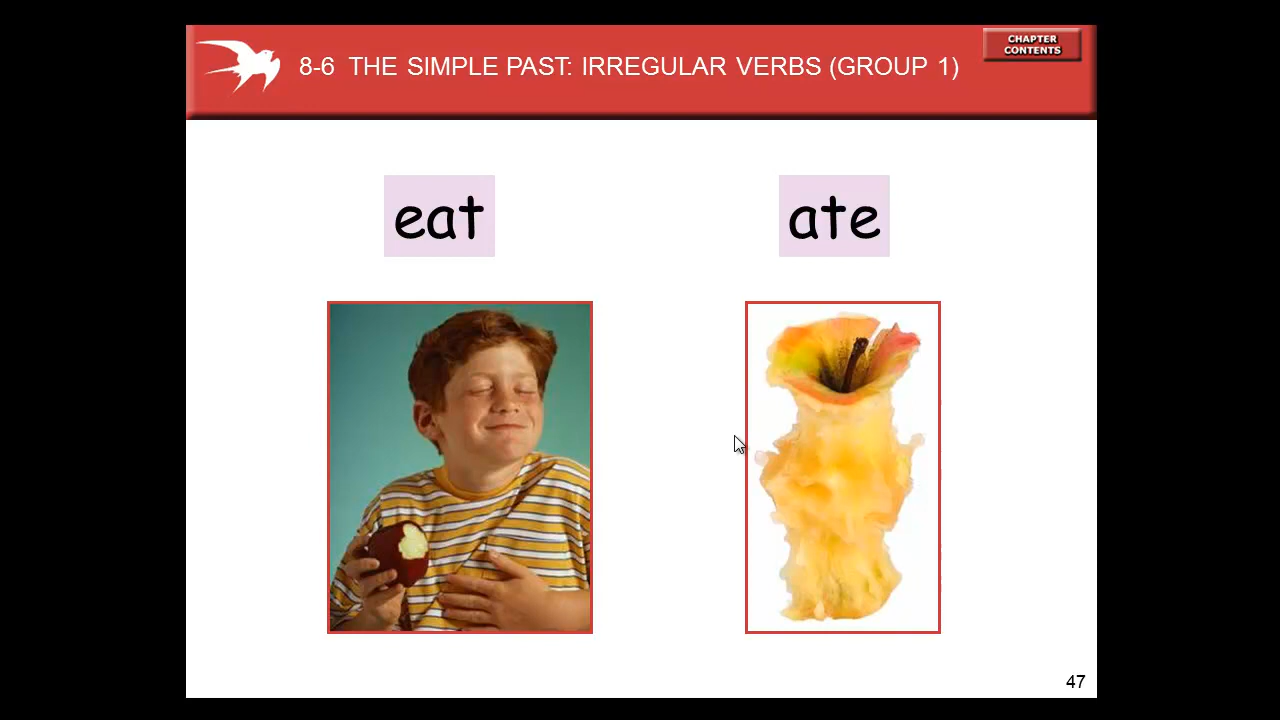 CHAPTER
CONTENTS
8-6 THE SIMPLE PAST: IRREGULAR VERBS (GROUP 1)
eat
ate
47